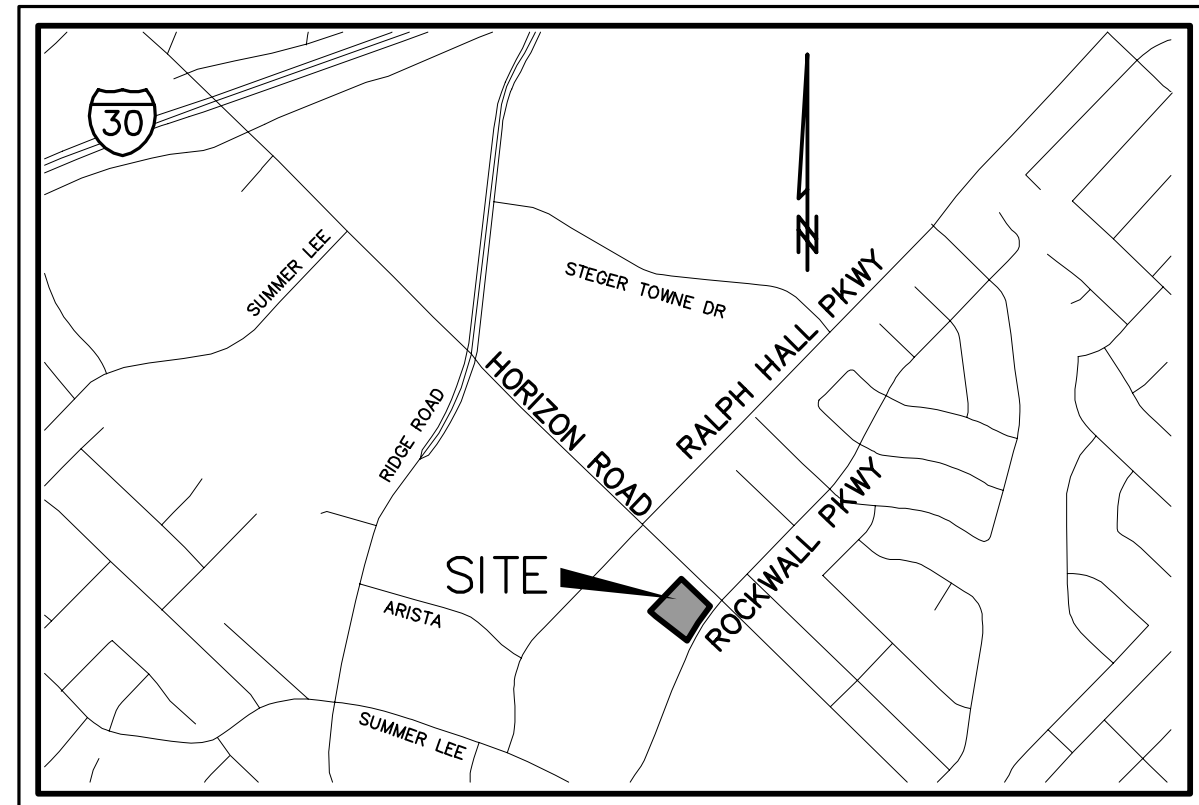 30
SUMMER LEE
STEGER TOWNE DR
N
RALPH HALL PKWY
HORIZON ROAD
RIDGE ROAD
ROCKWALL PKWY
SITE
ARISTA
SUMMER LEE